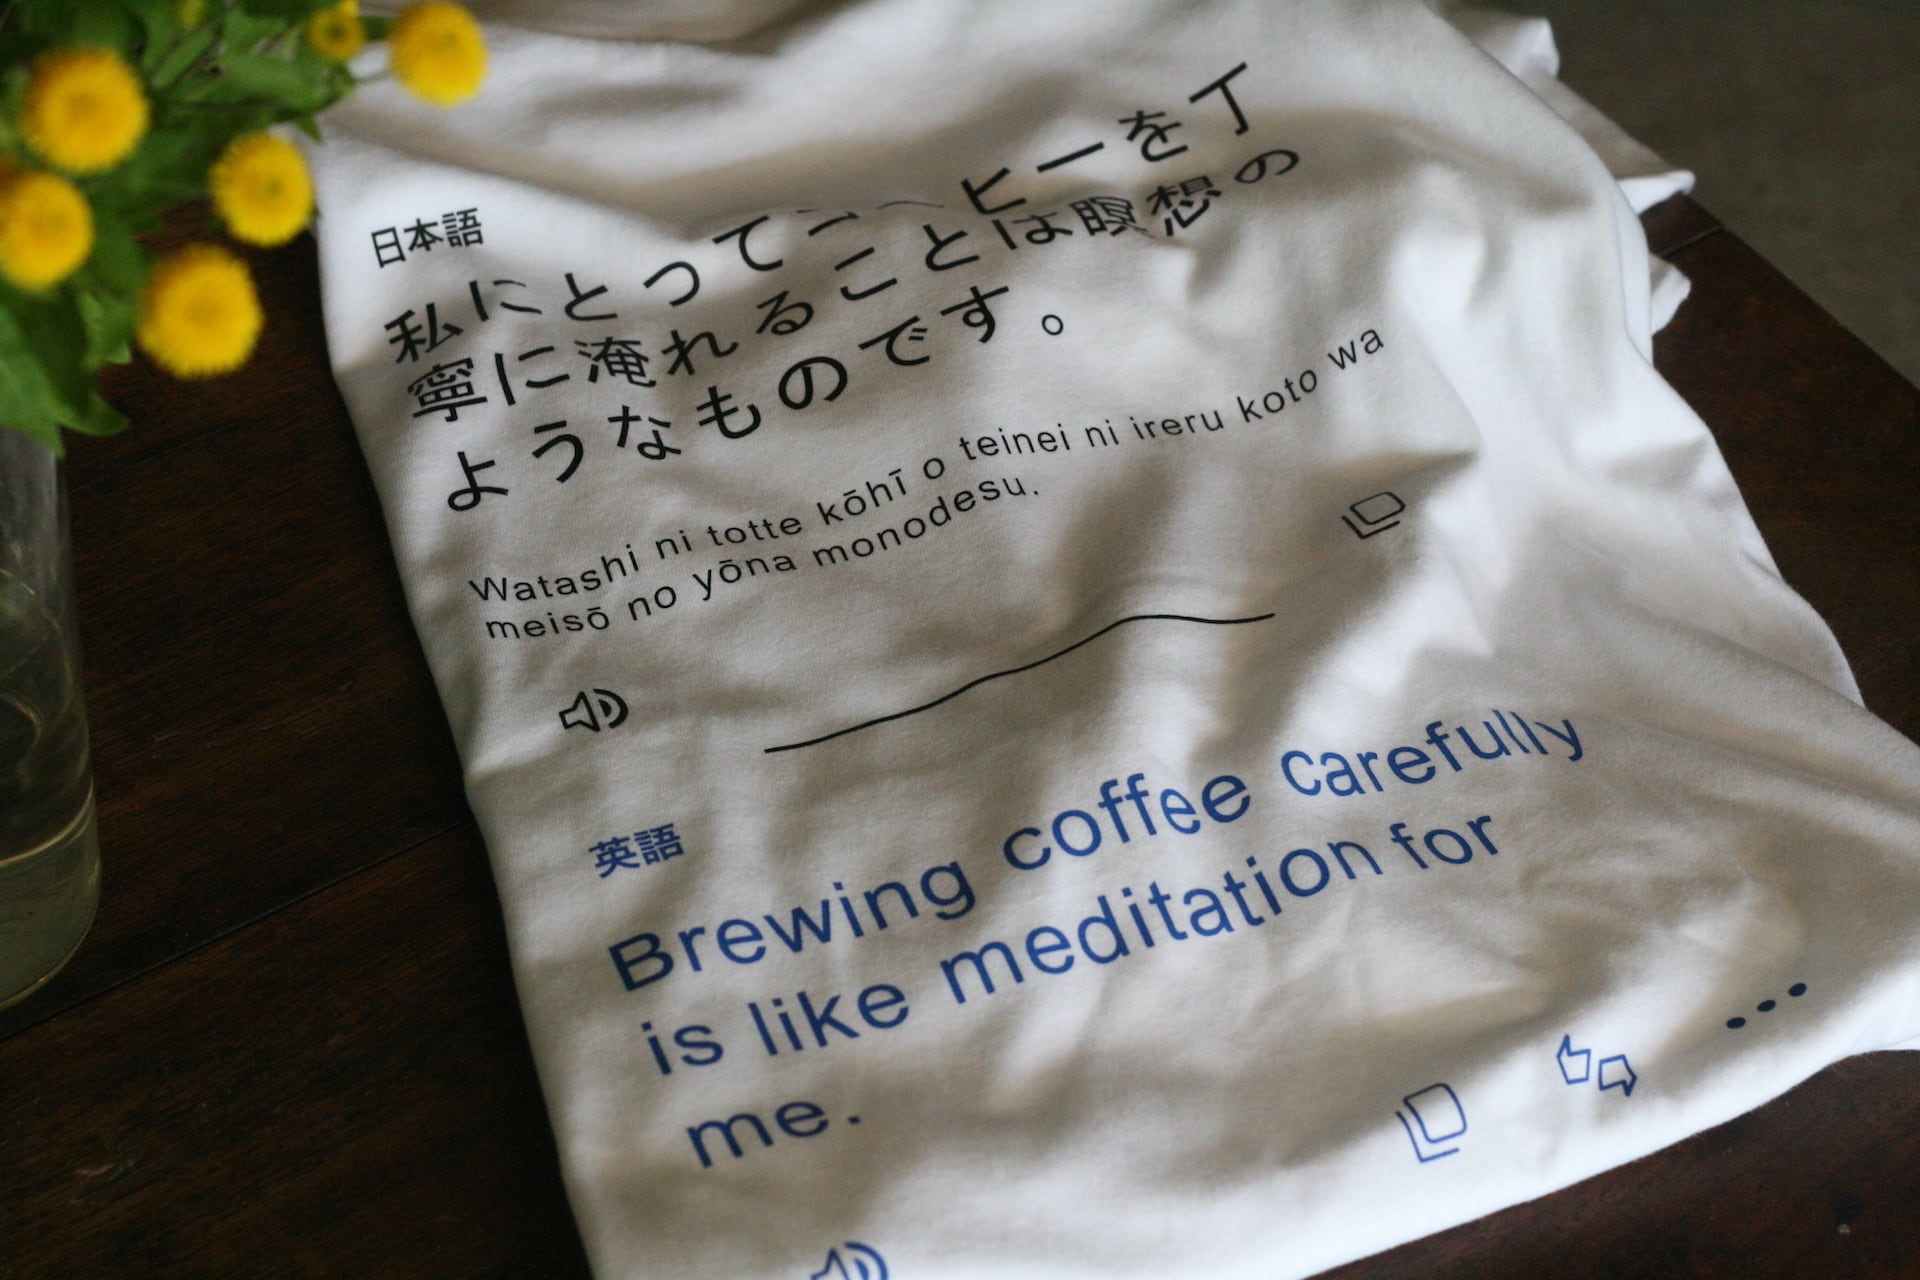 日本語
私にとってコーヒーを丁
寧に淹れることは瞑想の
ようなものです。
Watashi ni totte kōhī o teinei ni ireru koto wa
meisō no yōna monodesu.
英語
Brewing coffee carefully
is like meditation for
me.